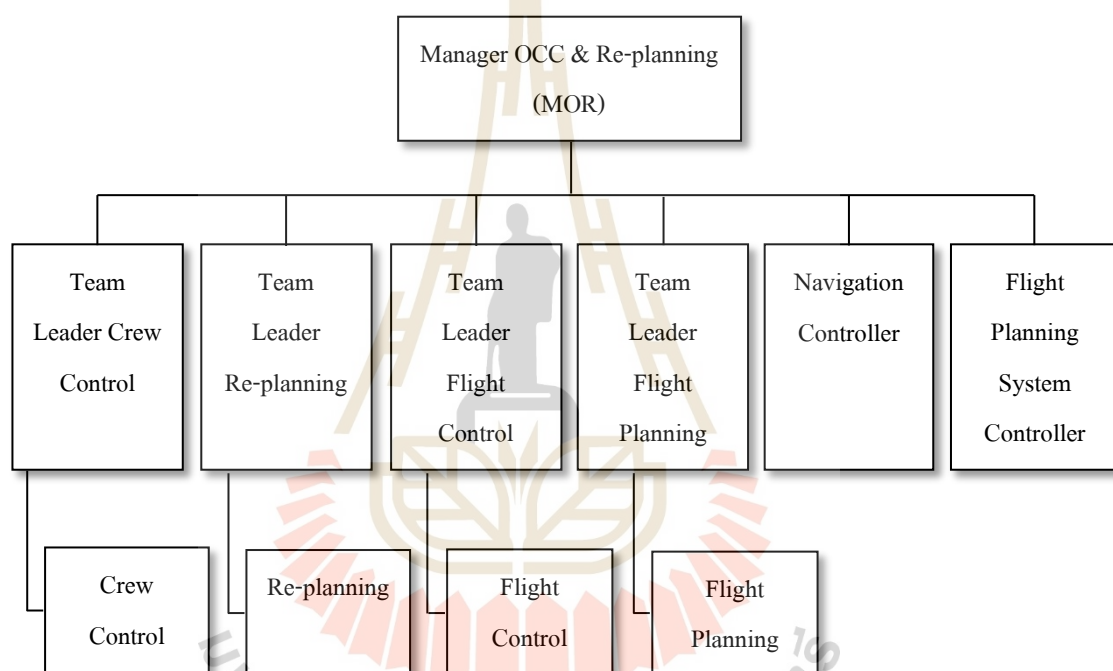 Manager OCC & Re-planning
(MOR)
Team
Leader Crew
Control
Team
Leader
Re-planning
Team
Leader
Flight
Control
Team
Leader
Flight
Planning
Navigation
Controller
Flight
Planning
System
Controller
Crew
Control
Re-planning
Flight
Control
Flight
Planning